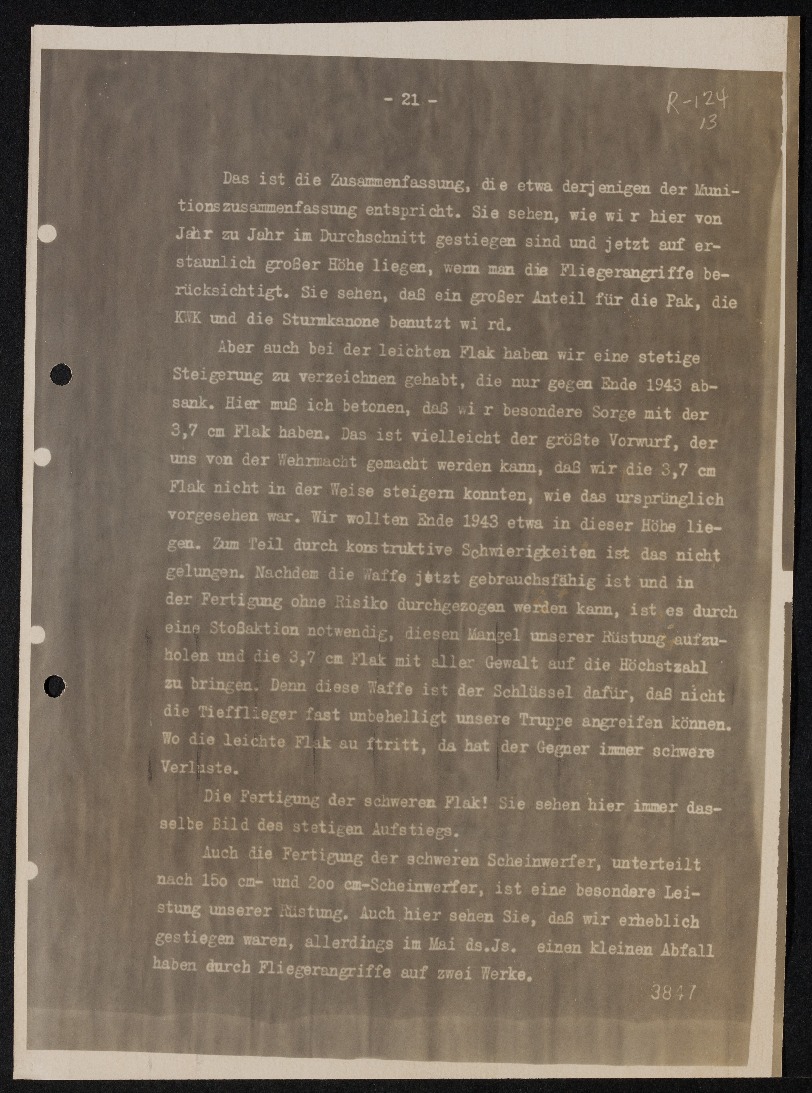 - 21 -
R-124
13
Das ist die Zusammenfassung, die etwa derjenigen der Muni-
tionszusammenfassung entspricht. Sie sehen, wie wi r hier von
Jahr zu Jahr im Durchschnitt gestiegen sind und jetzt auf er-
staunlich großer Höhe liegen, wenn man die Fliegerangriffe be-
rücksichtigt. Sie sehen, daß ein großer Anteil für die Pak, die
KWK und die Sturmkanone benutzt wi rd.
Aber auch bei der leichten Flak haben wir eine stetige
Steigerung zu verzeichnen gehabt, die nur gegen Ende 1943 ab-
sank. Hier muß ich betonen, daß wi r besondere Sorge mit der
3,7 cm Flak haben. Das ist vielleicht der größte Vorwurf, der
uns von der Wehrmacht gemacht werden kann, daß wir die 3,7 cm
Flak nicht in der Weise steigern konnten, wie das ursprünglich
vorgesehen war. Wir wollten Ende 1943 etwa in dieser Höhe lie-
gen. Zum Teil durch konstruktive Schwierigkeiten ist das nicht
gelungen. Nachdem die Waffe jetzt gebrauchsfähig ist und in
der Fertigung ohne Risiko durchgezogen werden kann, ist es durch
eine Stoßaktion notwendig, diesen Mangel unserer Rüstung aufzu-
holen und die 3,7 cm Flak mit aller Gewalt auf die Höchstzahl
zu bringen. Denn diese Waffe ist der Schlüssel dafür, daß nicht
die Tiefflieger fast unbehelligt unsere Truppe angreifen können.
Wo die leichte Flak au ftritt, da hat der Gegner immer schwere
Verluste.
Die Fertigung der schweren Flak! Sie sehen hier immer das-
selbe Bild des stetigen Aufstiegs.
Auch die Fertigung der schweren Scheinwerfer, unterteilt
nach 15o cm- und 2oo cm-Scheinwerfer, ist eine besondere Lei-
stung unserer Rüstung. Auch hier sehen Sie, daß wir erheblich
gestiegen waren, allerdings im Mai ds.Js. einen kleinen Abfall
haben durch Fliegerangriffe auf zwei Werke.
3847